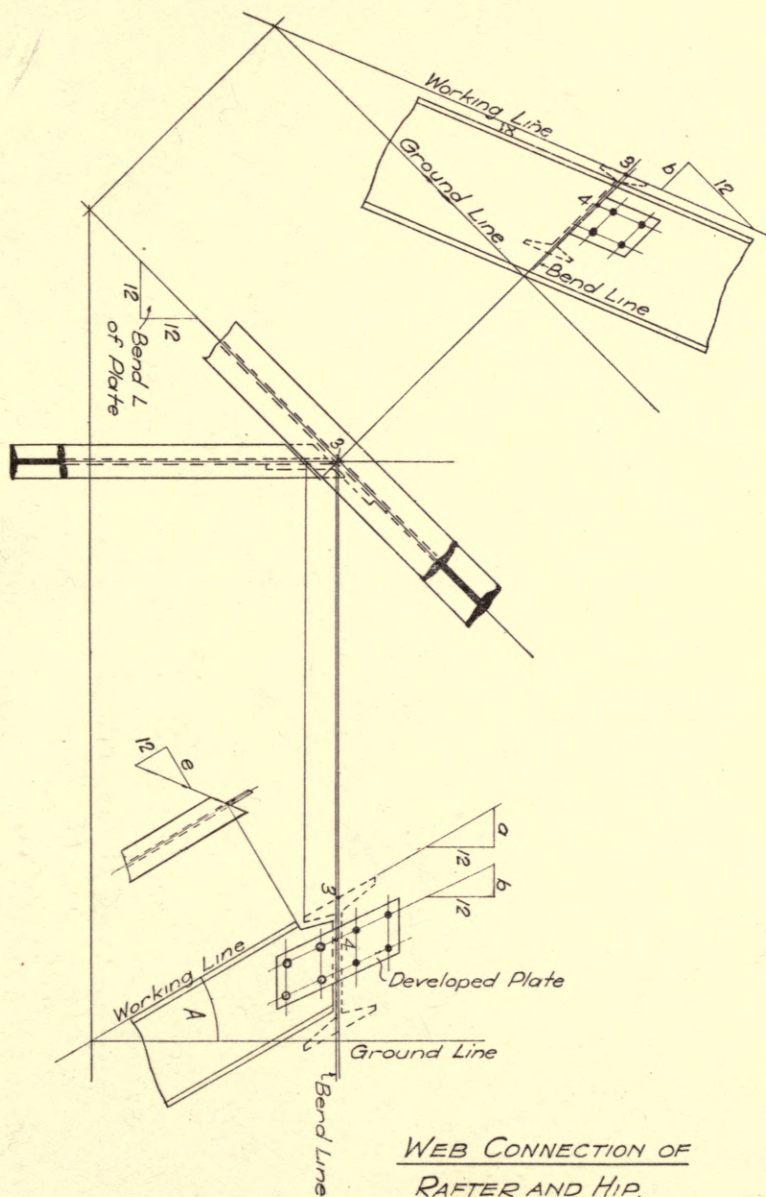 Working Line
8
3
b
12
4
Ground Line
Bend Line
12
12
Bend L
of Plate
3
12
e
a
12
b
12
3
4
Working Line
A
Developed Plate
Ground Line
Bend Line
WEB CONNECTION OF
RAFTER AND HIP.